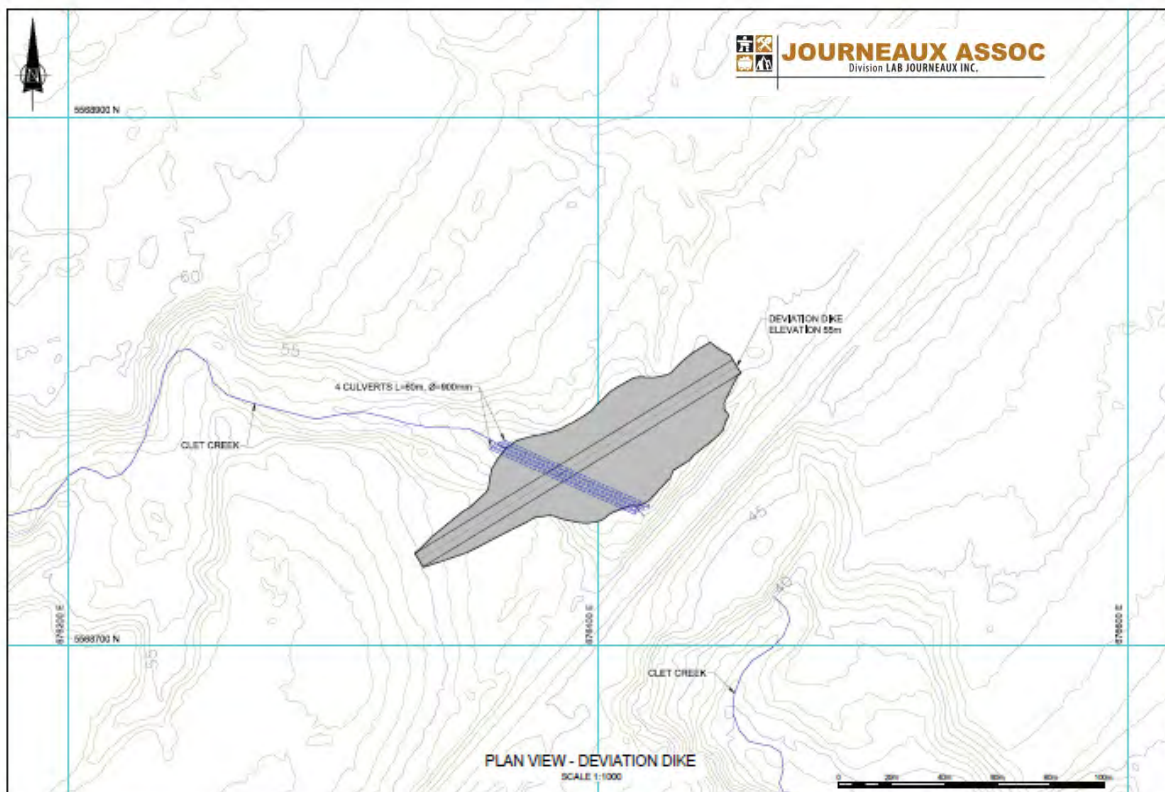 JOURNEAUX ASSOC
Division LAB JOURNEAUX INC.
N
5568900 N
60
DEVIATION DIKE
ELEVATION 55m
55
4 CULVERTS L=60m, Ø=900mm
CLET CREEK
45
40
676200 E
676400 E
676600 E
5568700 N
55
CLET CREEK
PLAN VIEW - DEVIATION DIKE
SCALE 1:1000
0 20m 40m 60m 80m 100m